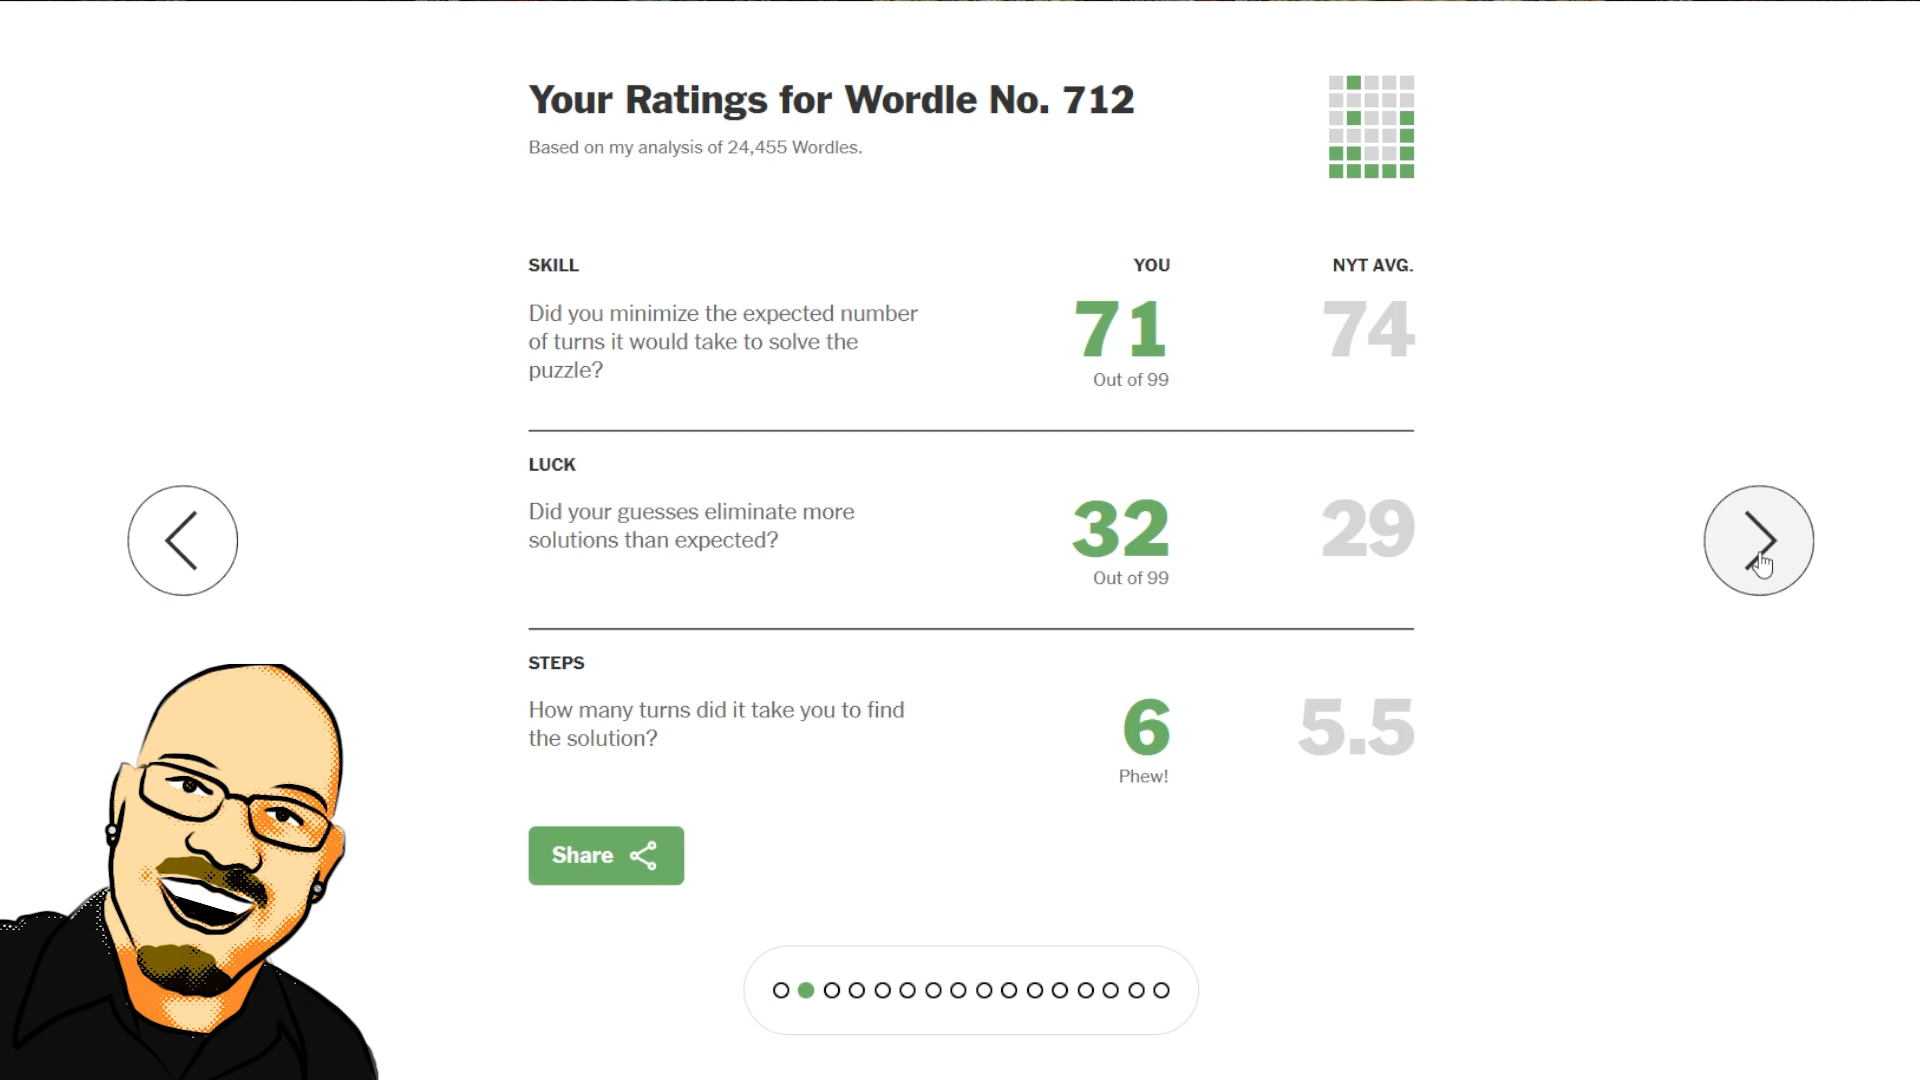 Your Ratings for Wordle No. 712
Based on my analysis of 24,455 Wordles.
SKILL YOU NYT AVG.
Did you minimize the expected number
of turns it would take to solve the
puzzle?
71 74
Out of 99
LUCK
Did your guesses eliminate more
solutions than expected?
32 29
Out of 99
STEPS
How many turns did it take you to find
the solution?
6 5.5
Phew!
Share